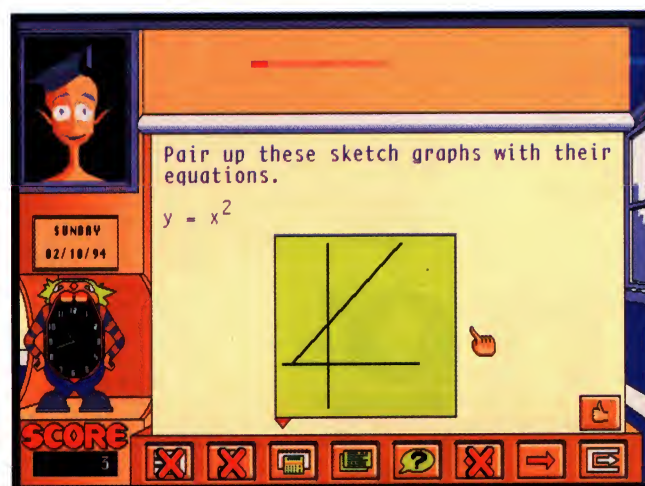 Pair up these sketch graphs with their
equations.
y = x²
SUNDAY
02/10/94
SCORE
3